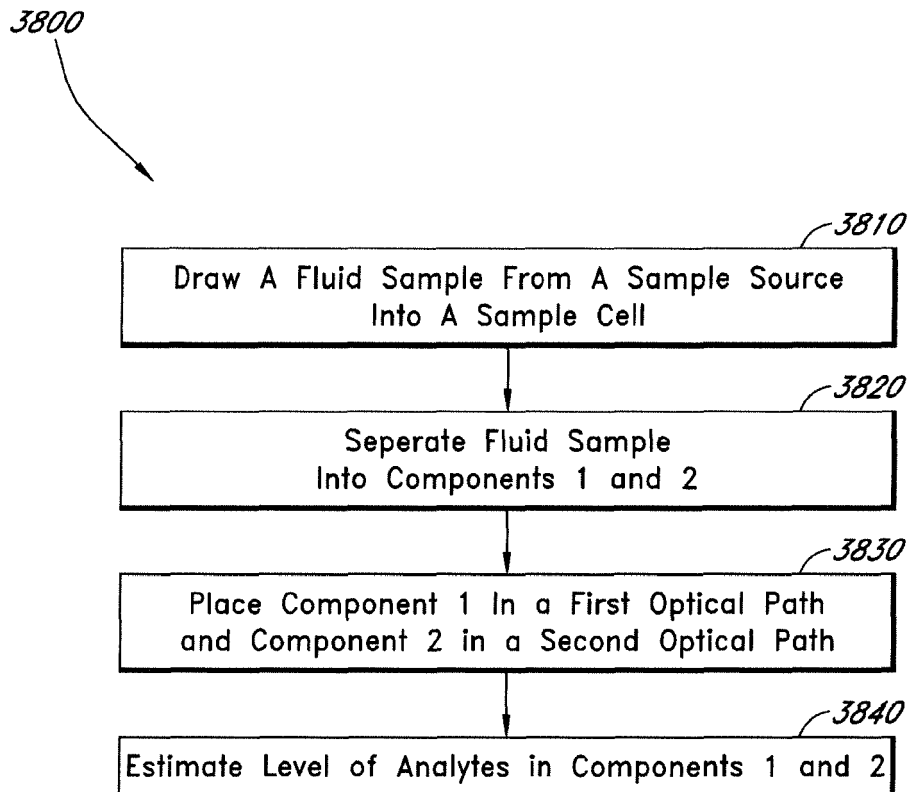 3800
3810
Draw A Fluid Sample From A Sample Source
Into A Sample Cell
3820
Seperate Fluid Sample
Into Components 1 and 2
3830
Place Component 1 In a First Optical Path
and Component 2 in a Second Optical Path
3840
Estimate Level of Analytes in Components 1 and 2